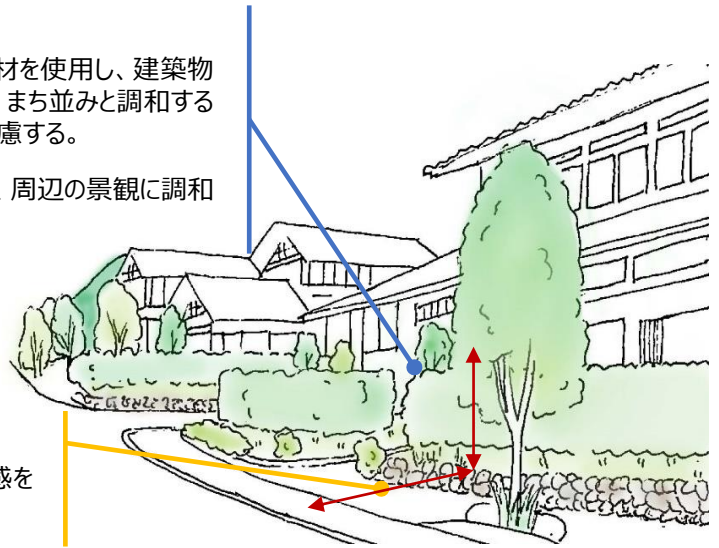 材を使用し、建築物
まち並みと調和する
慮する。
周辺の景観に調和
感を